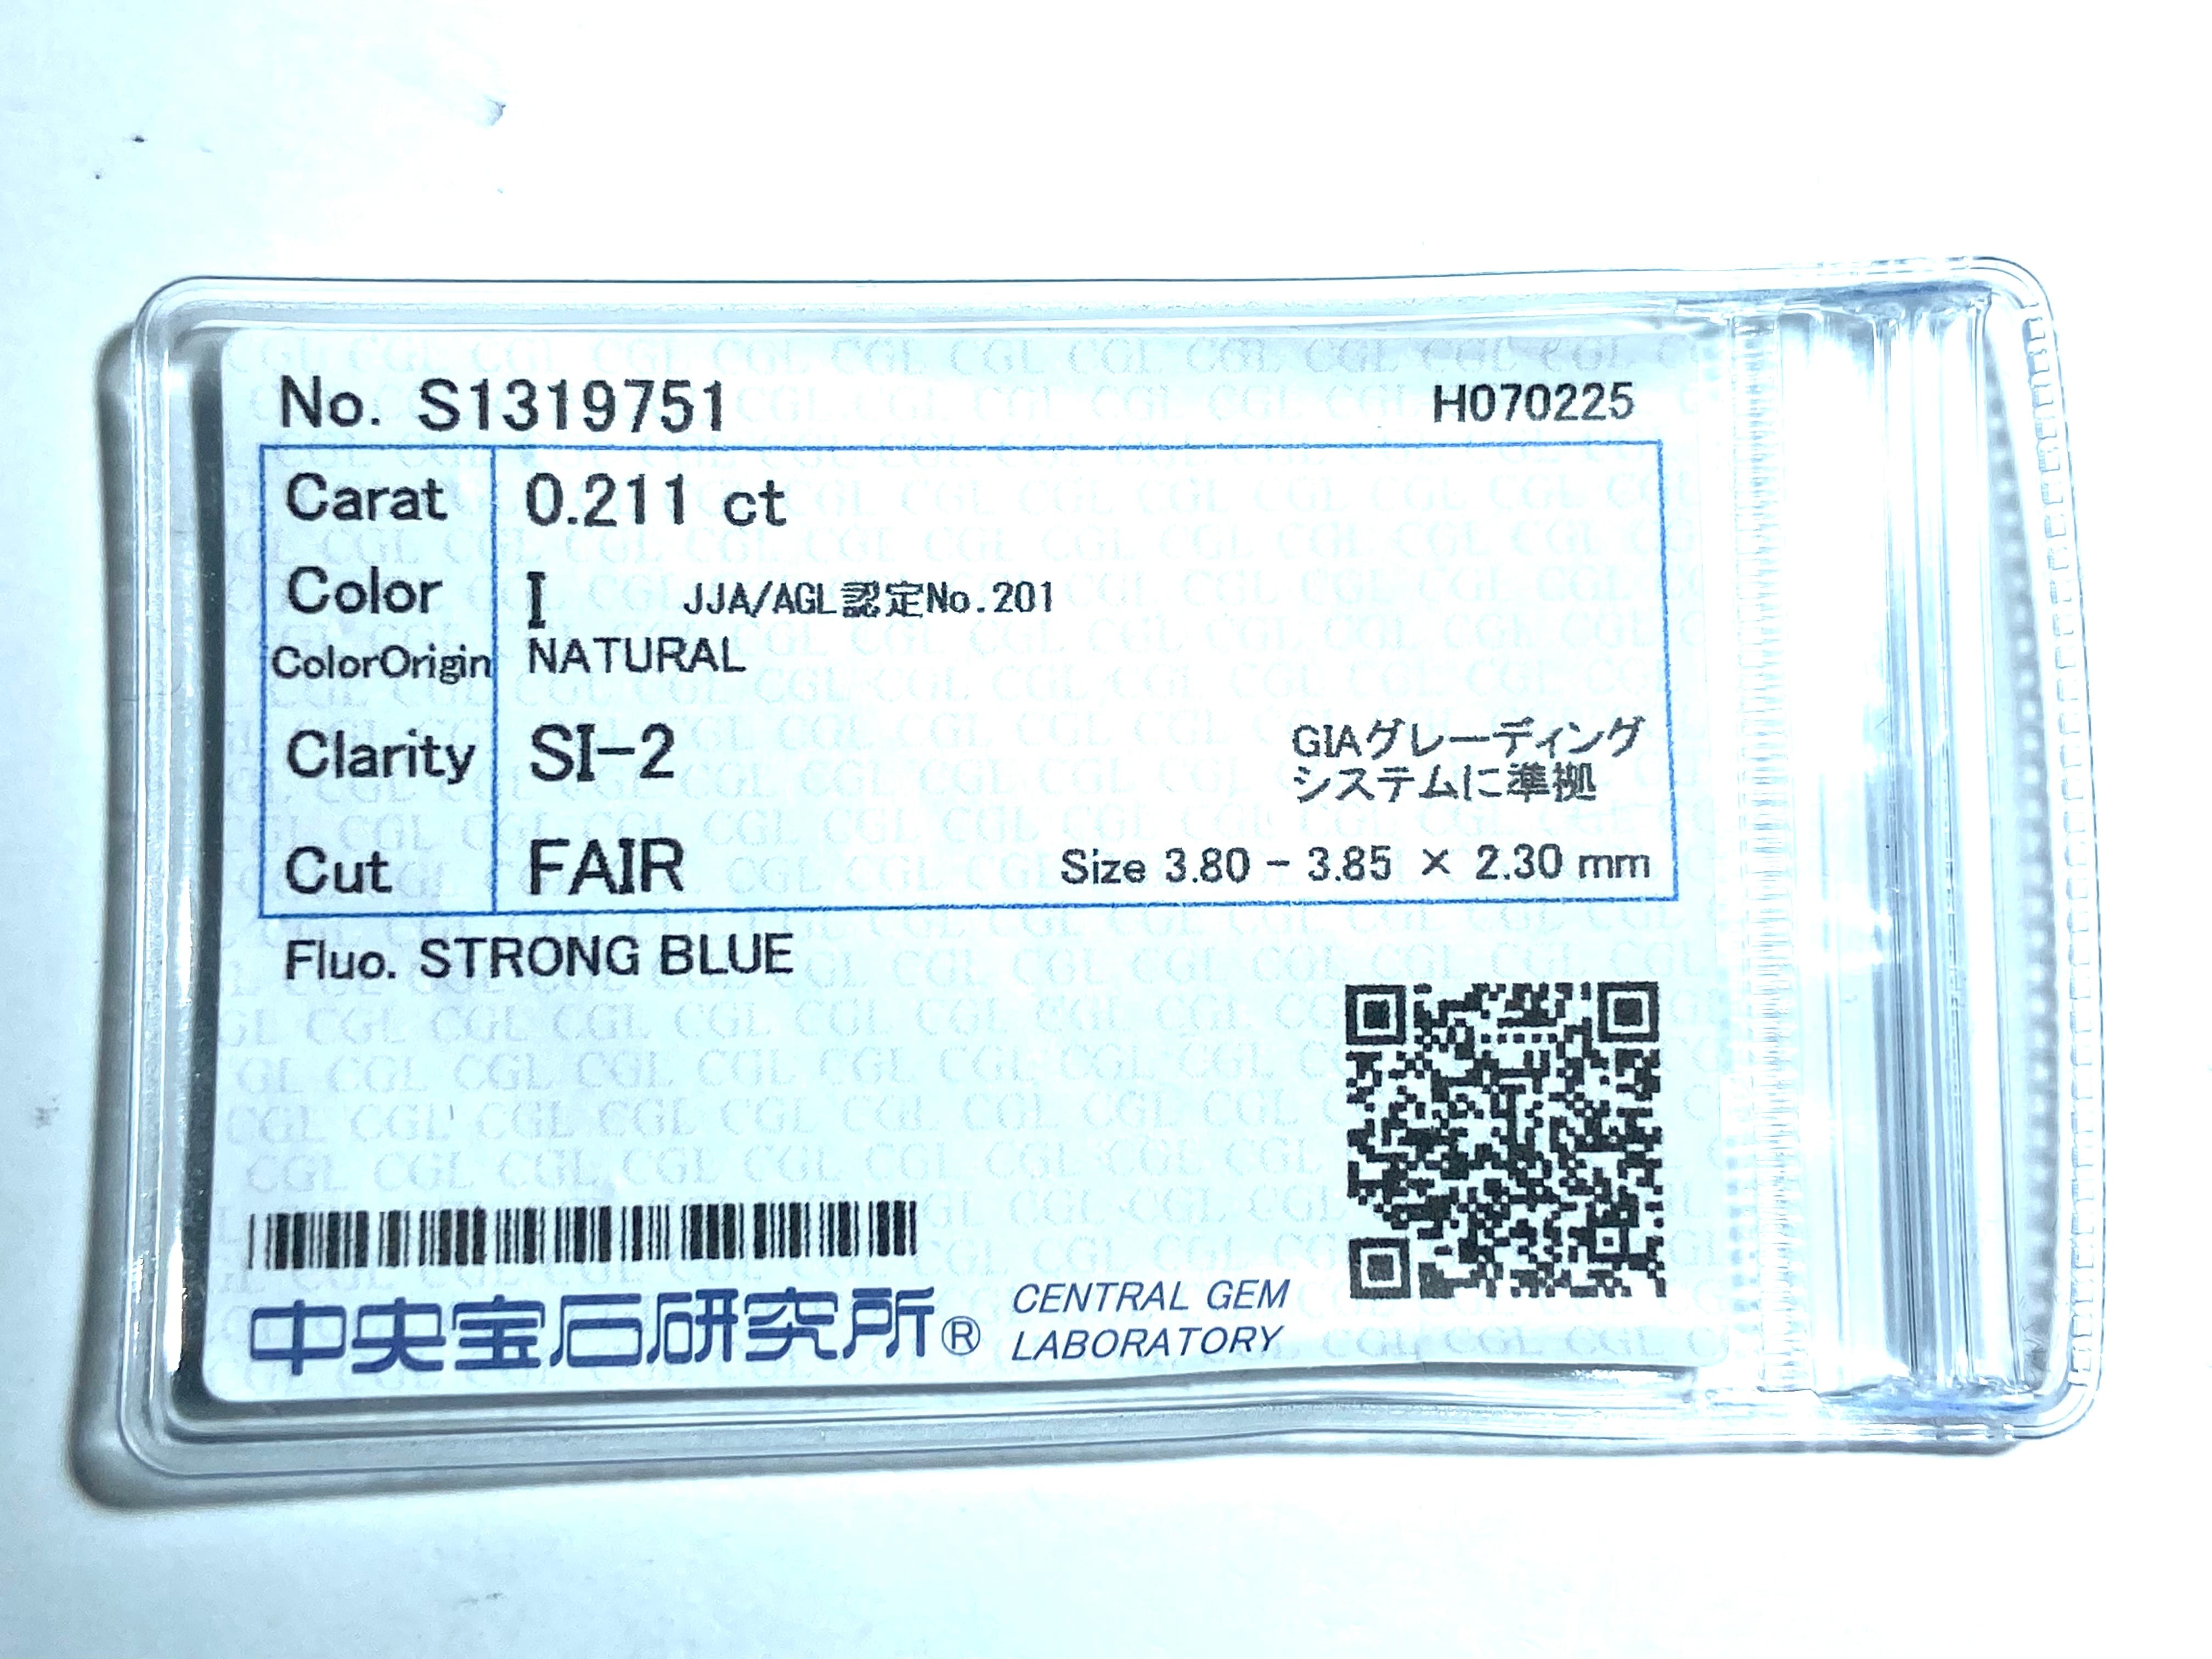 No. S1319751 H070225
Carat 0.211 ct
Color I JJA/AGL認定No.201
ColorOrigin NATURAL
Clarity SI-2 GIAグレーディング
システムに準拠
Cut FAIR Size 3.80 - 3.85 × 2.30 mm
Fluo. STRONG BLUE
中央宝石研究所® CENTRAL GEM
LABORATORY